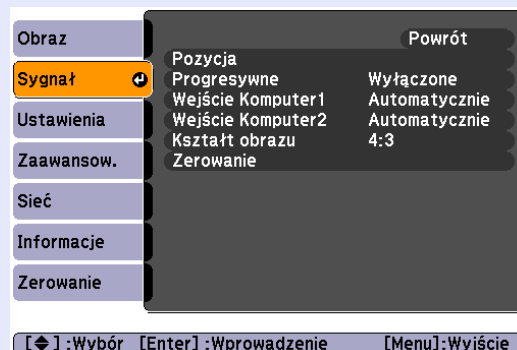 Obraz
Sygnał
Ustawienia
Zaawansow.
Sieć
Informacje
Zerowanie
Powrót
Pozycja
Progresywne Wyłączone
Wejście Komputer1 Automatycznie
Wejście Komputer2 Automatycznie
Kształt obrazu 4:3
Zerowanie
[ ] :Wybór [Enter] :Wprowadzenie [Menu]:Wyjście